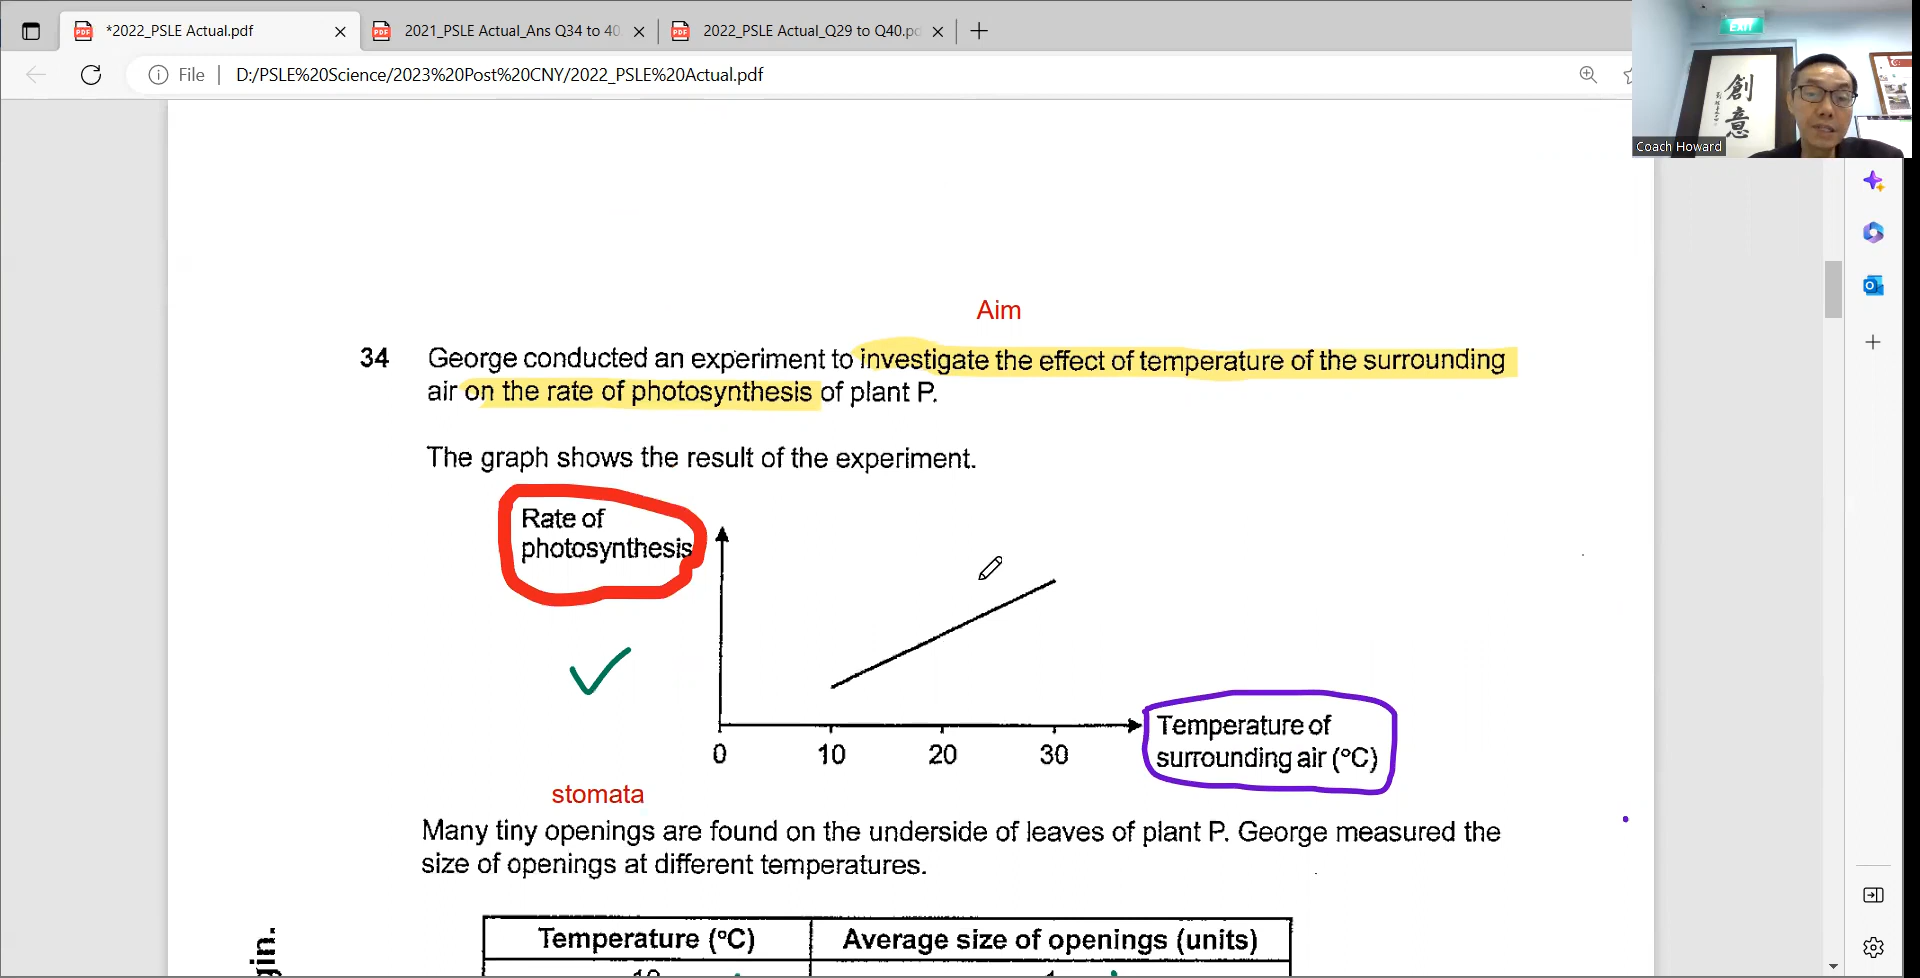 *2022_PSLE Actual.pdf
2021_PSLE Actual_Ans Q34 to 40
2022_PSLE Actual_Q29 to Q40.pd
File
D:/PSLE%20Science/2023%20Post%20CNY/2022_PSLE%20Actual.pdf
EXIT
創
意
Coach Howard
Aim
34 George conducted an experiment to investigate the effect of temperature of the surrounding
air on the rate of photosynthesis of plant P.
The graph shows the result of the experiment.
Rate of
photosynthesis
0 10 20 30
Temperature of
surrounding air (°C)
stomata
Many tiny openings are found on the underside of leaves of plant P. George measured the
size of openings at different temperatures.
Temperature (°C) Average size of openings (units)
10 1
gin.